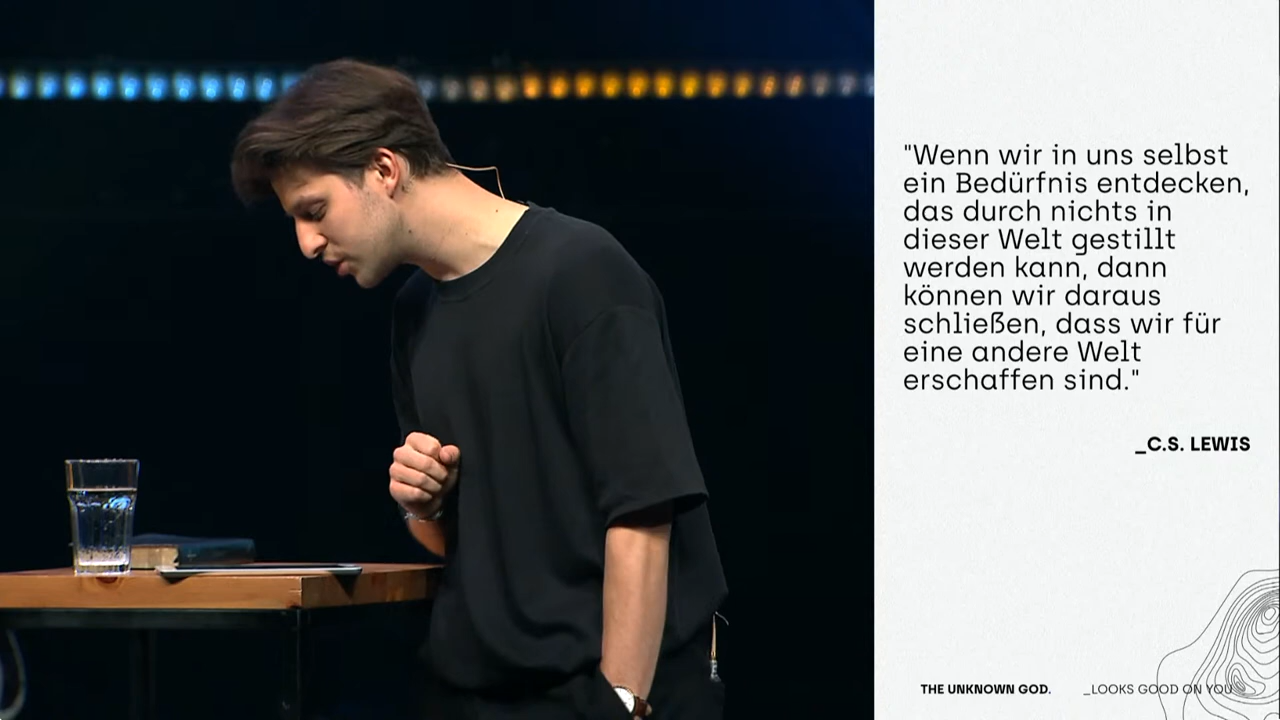 "Wenn wir in uns selbst
ein Bedürfnis entdecken,
das durch nichts in
dieser Welt gestillt
werden kann, dann
können wir daraus
schließen, dass wir für
eine andere Welt
erschaffen sind."
_C.S. LEWIS
THE UNKNOWN GOD. _LOOKS GOOD ON YOU